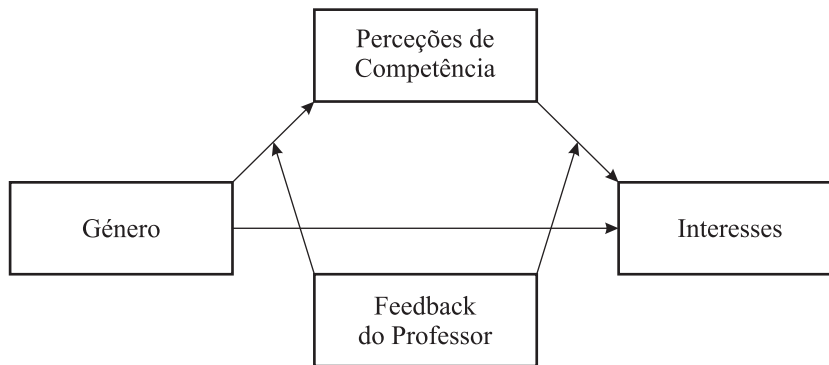 Perceções de
Competência
Género
Interesses
Feedback
do Professor